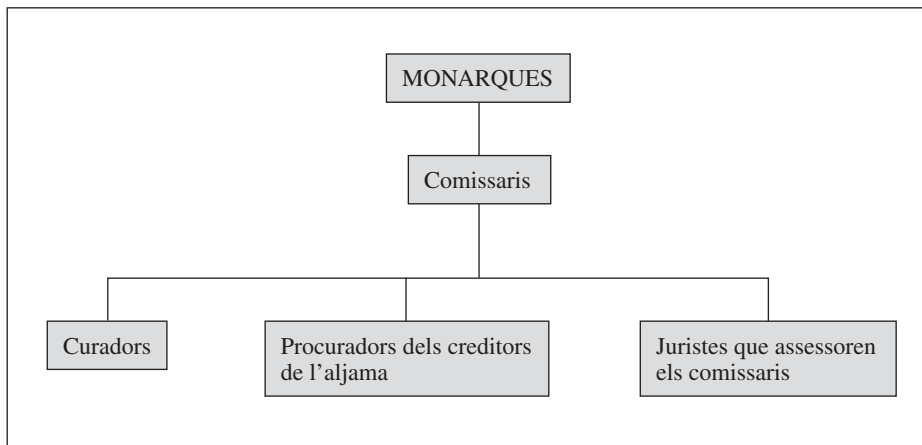 MONARQUES
Comissaris
Curadors
Procuradors dels creditors
de l’aljama
Juristes que assessoren
els comissaris